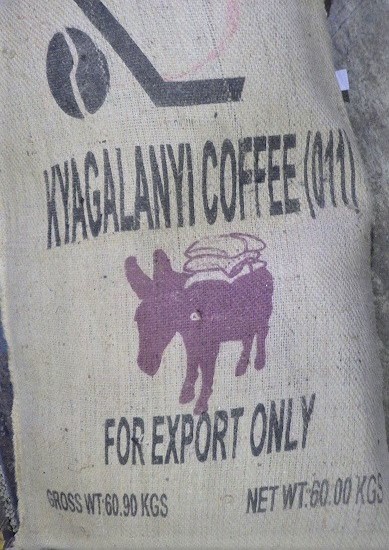 KYAGALANYI COFFEE (011)
FOR EXPORT ONLY
GROSS WT:60.90 KGS NET WT:60.00 KGS